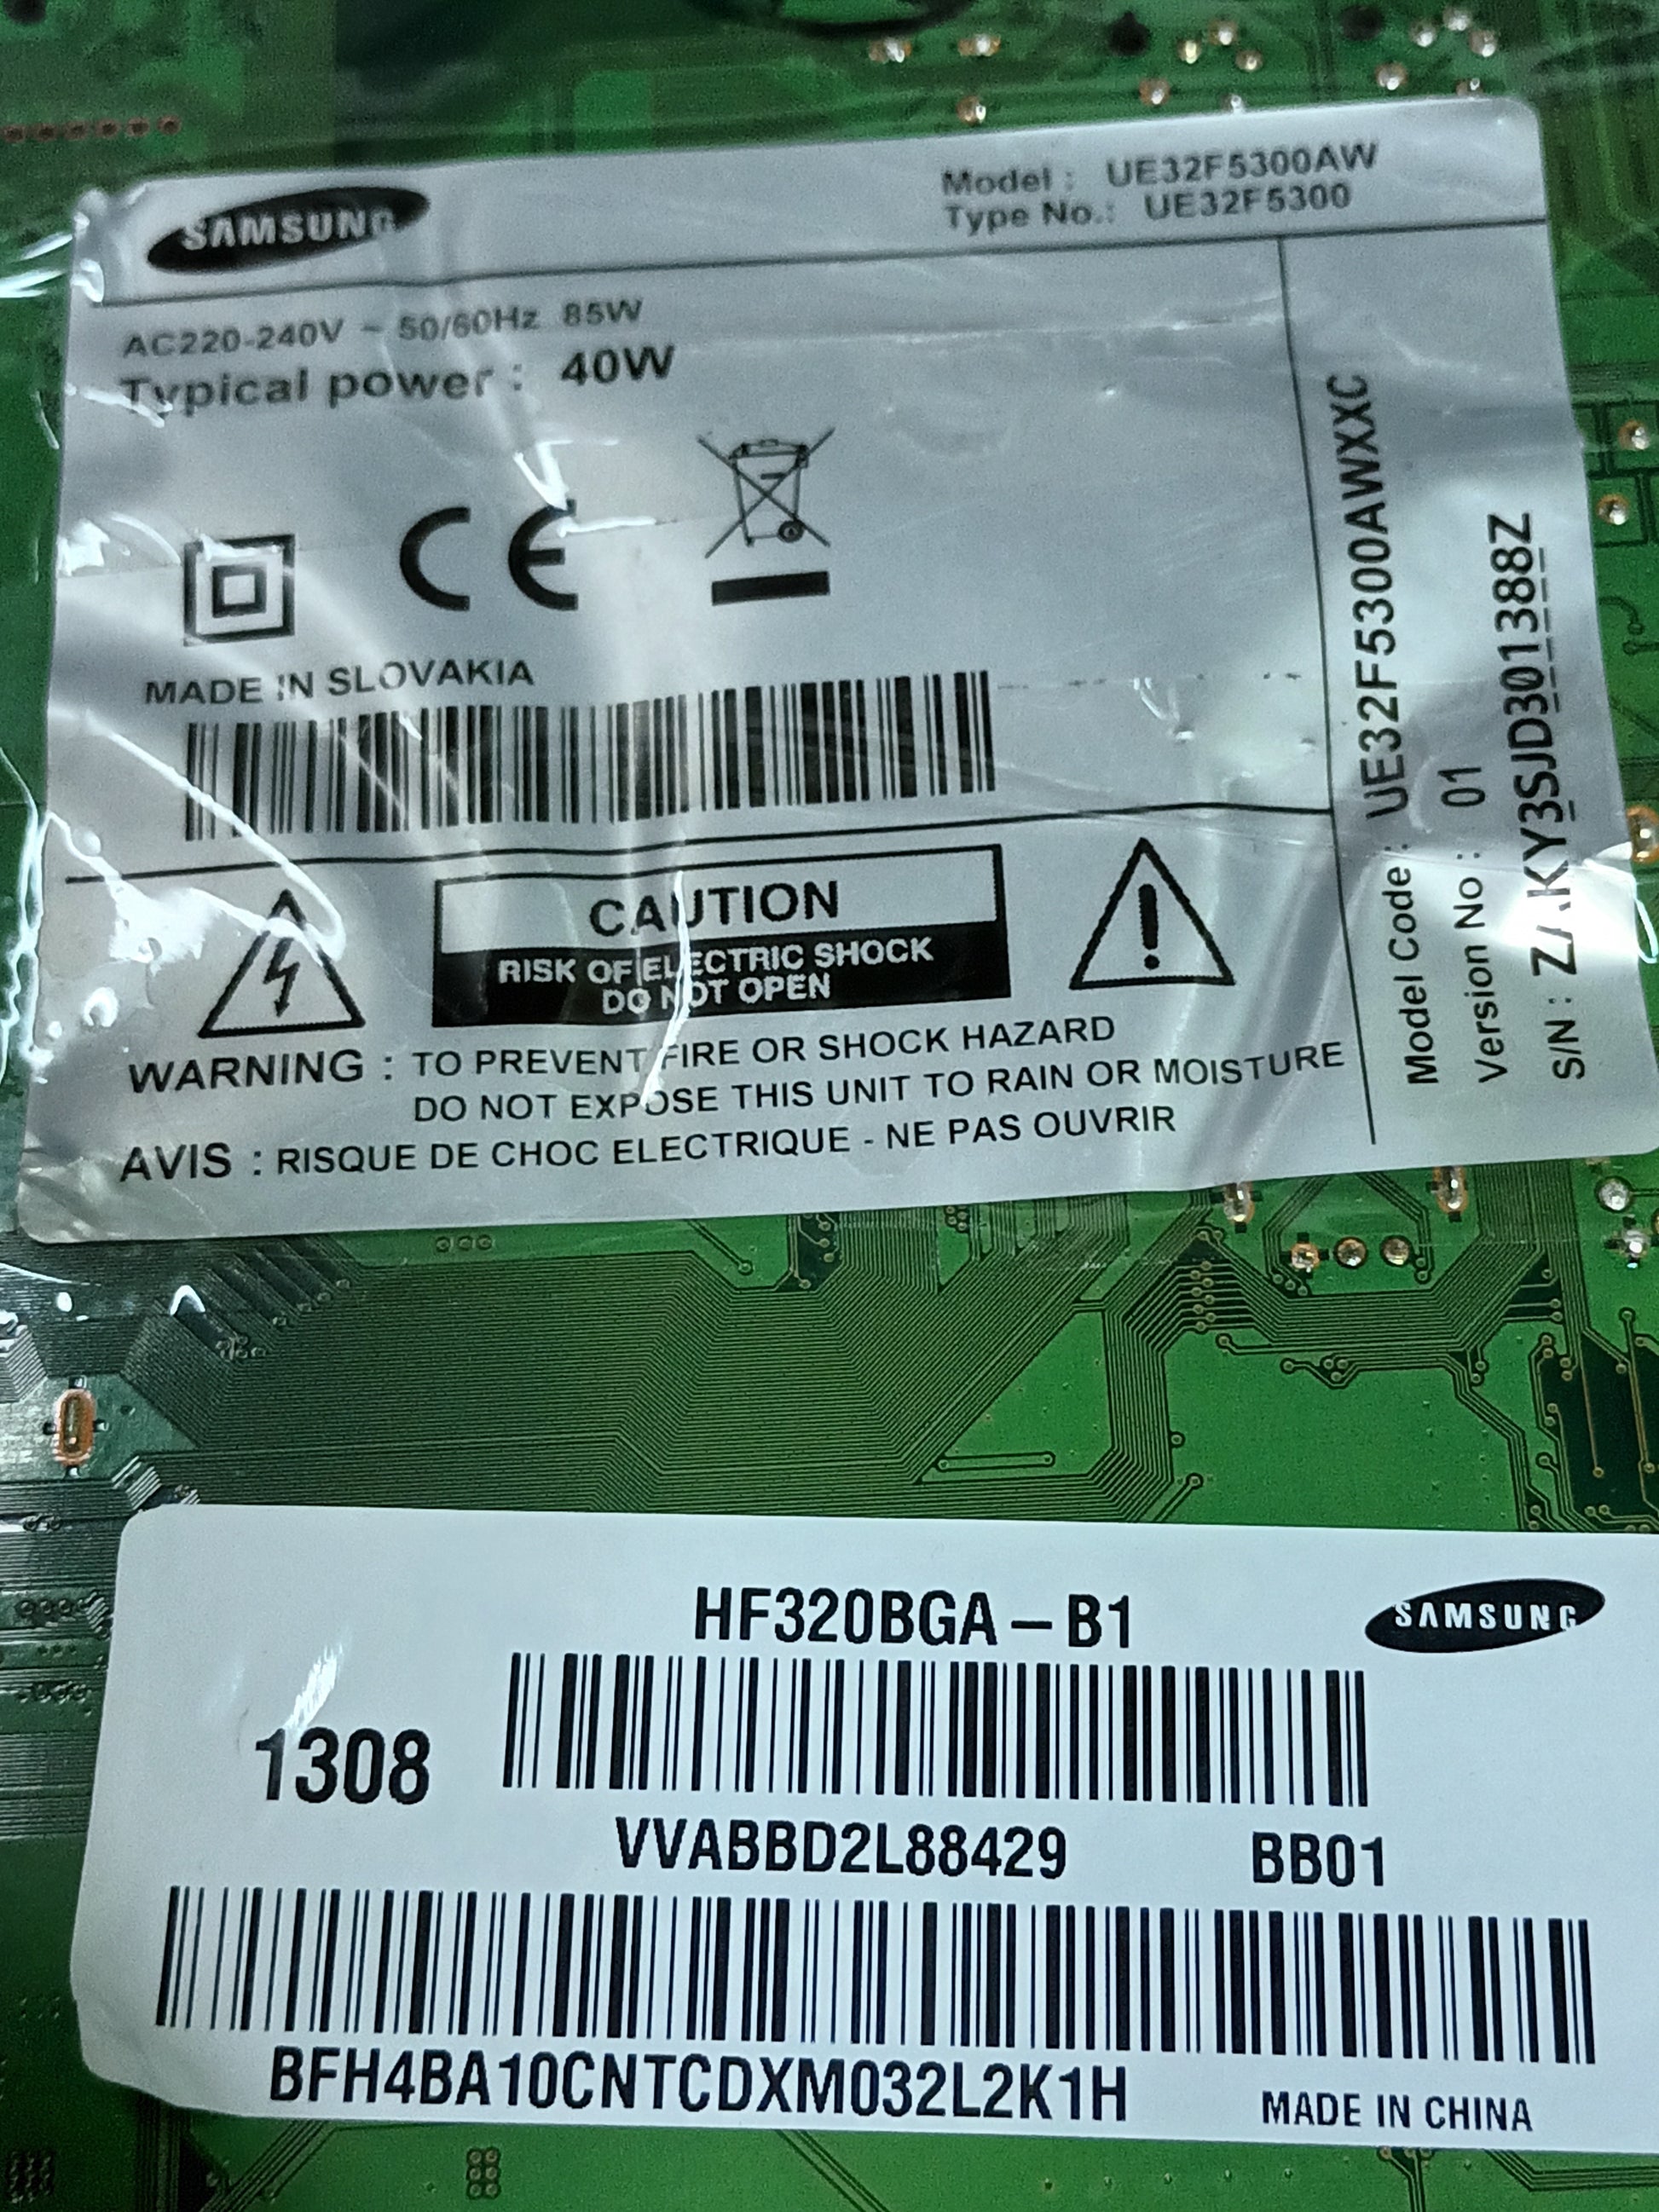 SAMSUNG
Model : UE32F5300AW
Type No.: UE32F5300
AC220-240V ~ 50/60Hz 85W
Typical power : 40W
CE
MADE IN SLOVAKIA
CAUTION
RISK OF ELECTRIC SHOCK
DO NOT OPEN
WARNING : TO PREVENT FIRE OR SHOCK HAZARD
DO NOT EXPOSE THIS UNIT TO RAIN OR MOISTURE
AVIS : RISQUE DE CHOC ELECTRIQUE - NE PAS OUVRIR
Model Code : UE32F5300AWXXC
Version No : 01
S/N :
HF320BGA-B1
SAMSUNG
1308
VVABBD2L88429 BB01
BFH4BA10CNTCDXM032L2K1H
MADE IN CHINA